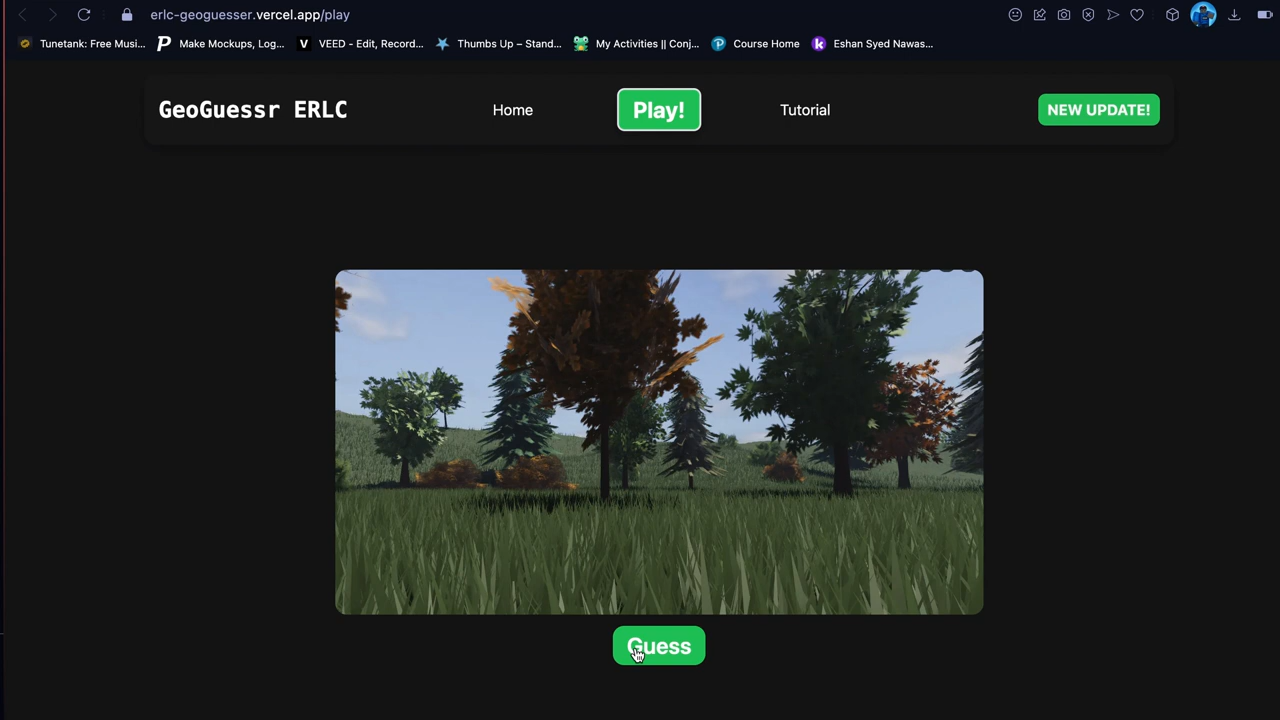 erlc-geoguesser.vercel.app/play
Tunetank: Free Musi... Make Mockups, Log... VEED - Edit, Record... Thumbs Up – Stand... My Activities || Conj... Course Home Eshan Syed Nawas...
GeoGuessr ERLC Home Play! Tutorial NEW UPDATE!
Guess